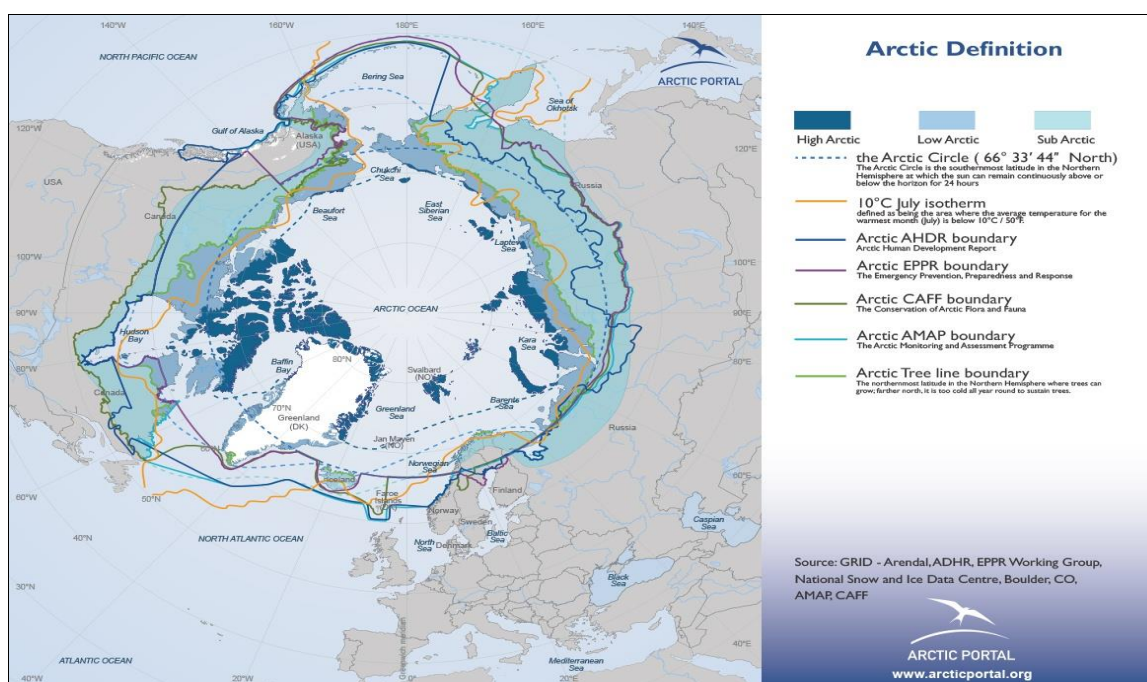 140°W
160°W
180°E
160°E
140°E
NORTH PACIFIC OCEAN
ARCTIC PORTAL
Bering Sea
Sea of
Okhotsk
120°W
Gulf of Alaska
Alaska
(USA)
120°E
USA
Chukchi
Sea
Russia
Canada
Beaufort
Sea
East
Siberian
Sea
Laptev
Sea
100°W
100°E
ARCTIC OCEAN
Hudson
Bay
Kara
Sea
80°E
Baffin
Bay
80°N
Svalbard
(NO)
80°W
Canada
Barents
Sea
70°N
Greenland
(DK)
Greenland
Sea
Jan Mayen
(NO)
Russia
60°N
Norwegian
Sea
Iceland
60°E
60°W
50°N
Faroe
Islands
Finland
Norway
Sweden
Caspian
Sea
40°N
NORTH ATLANTIC OCEAN
North
Sea
Denmark
Baltic
Sea
30°N
Black
Sea
Greenwich meridian
40°E
ATLANTIC OCEAN
Mediterranean
Sea
40°W
20°W
0°
20°E
Arctic Definition
High Arctic
Low Arctic
Sub Arctic
the Arctic Circle ( 66° 33' 44" North)
The Arctic Circle is the southernmost latitude in the Northern
Hemisphere at which the sun can remain continuously above or
below the horizon for 24 hours
10°C July isotherm
defined as being the area where the average temperature for the
warmest month (July) is below 10°C / 50°F.
Arctic AHDR boundary
Arctic Human Development Report
Arctic EPPR boundary
The Emergency Prevention, Preparedness and Response
Arctic CAFF boundary
The Conservation of Arctic Flora and Fauna
Arctic AMAP boundary
The Arctic Monitoring and Assessment Programme
Arctic Tree line boundary
The northernmost latitude in the Northern Hemisphere where trees can
grow; farther north, it is too cold all year round to sustain trees.
Source: GRID - Arendal, ADHR, EPPR Working Group,
National Snow and Ice Data Centre, Boulder, CO,
AMAP, CAFF
ARCTIC PORTAL
www.arcticportal.org